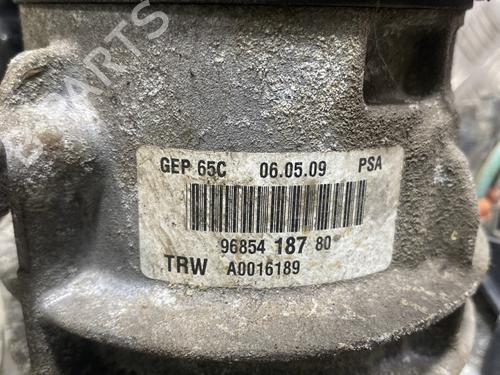 GEP 65C 06.05.09 PSA
96854 187 80
TRW A0016189